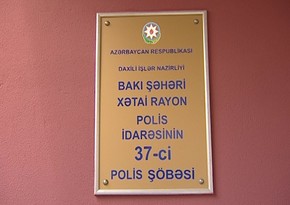 AZƏRBAYCAN RESPUBLİKASI
DAXİLİ İŞLƏR NAZİRLİYİ
BAKI ŞƏHƏRİ
XƏTAİ RAYON
POLİS
İDARƏSİNİN
37-ci
POLİS ŞÖBƏSİ